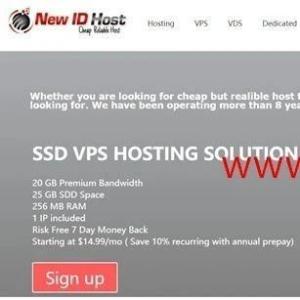 New ID Host
Cheap Reliable Host
Hosting VPS VDS Dedicated
Whether you are looking for cheap but realible host f
looking for. We have been operating more than 8 yea
SSD VPS HOSTING SOLUTION
www
20 GB Premium Bandwidth
25 GB SDD Space
256 MB RAM
1 IP included
Risk Free 7 Day Money Back
Starting at $14.99/mo ( Save 10% recurring with annual prepay)
Sign up